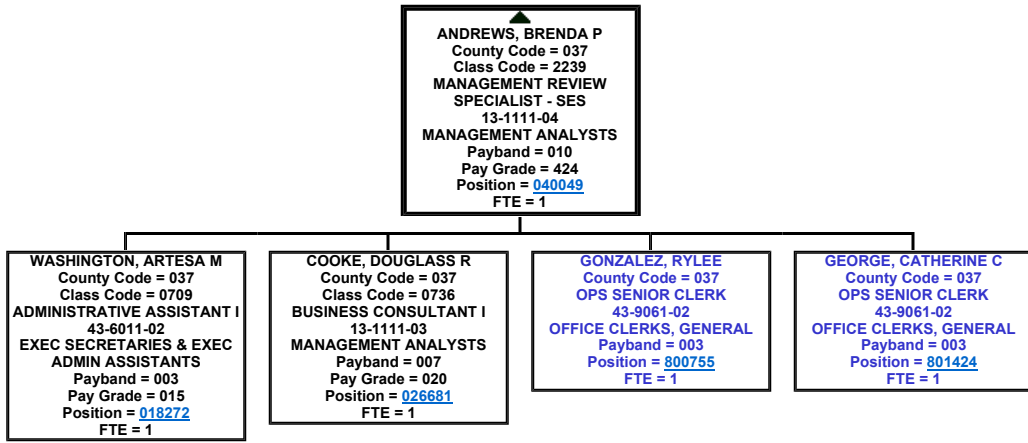 ANDREWS, BRENDA P
County Code = 037
Class Code = 2239
MANAGEMENT REVIEW
SPECIALIST - SES
13-1111-04
MANAGEMENT ANALYSTS
Payband = 010
Pay Grade = 424
Position = 040049
FTE = 1
WASHINGTON, ARTESA M
County Code = 037
Class Code = 0709
ADMINISTRATIVE ASSISTANT I
43-6011-02
EXEC SECRETARIES & EXEC
ADMIN ASSISTANTS
Payband = 003
Pay Grade = 015
Position = 018272
FTE = 1
COOKE, DOUGLASS R
County Code = 037
Class Code = 0736
BUSINESS CONSULTANT I
13-1111-03
MANAGEMENT ANALYSTS
Payband = 007
Pay Grade = 020
Position = 026681
FTE = 1
GONZALEZ, RYLEE
County Code = 037
OPS SENIOR CLERK
43-9061-02
OFFICE CLERKS, GENERAL
Payband = 003
Position = 800755
FTE = 1
GEORGE, CATHERINE C
County Code = 037
OPS SENIOR CLERK
43-9061-02
OFFICE CLERKS, GENERAL
Payband = 003
Position = 801424
FTE = 1